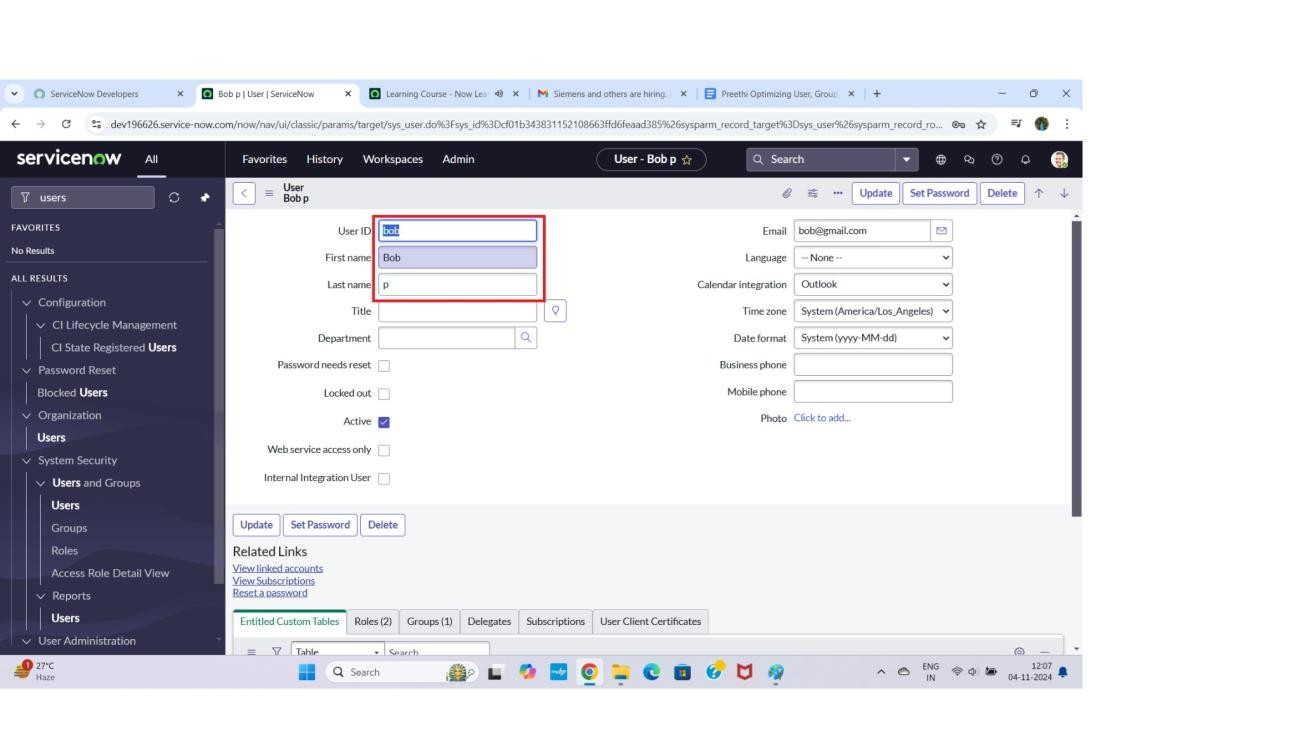 ServiceNow Developers
Bob p | User | ServiceNow
Learning Course - Now Lea
Siemens and others are hiring.
Preethi Optimizing User, Group
dev196626.service-now.com/now/nav/ui/classic/params/target/sys_user.do%3Fsys_id%3Dcf01b343831152108663ffd6feaad385%26sysparm_record_target%3Dsys_user%26sysparm_record_ro...
servicenow
All
Favorites
History
Workspaces
Admin
User - Bob p
Search
users
User
Bob p
Update
Set Password
Delete
FAVORITES
No Results
ALL RESULTS
Configuration
CI Lifecycle Management
CI State Registered Users
Password Reset
Blocked Users
Organization
Users
System Security
Users and Groups
Users
Groups
Roles
Access Role Detail View
Reports
Users
User Administration
User ID bob
First name Bob
Last name p
Title
Department
Password needs reset
Locked out
Active
Web service access only
Internal Integration User
Email bob@gmail.com
Language -- None --
Calendar integration Outlook
Time zone System (America/Los_Angeles)
Date format System (yyyy-MM-dd)
Business phone
Mobile phone
Photo Click to add...
Update
Set Password
Delete
Related Links
View linked accounts
View Subscriptions
Reset a password
Entitled Custom Tables
Roles (2)
Groups (1)
Delegates
Subscriptions
User Client Certificates
Table
Search
1
27°C
Haze
Search
ENG
IN
12:07
04-11-2024